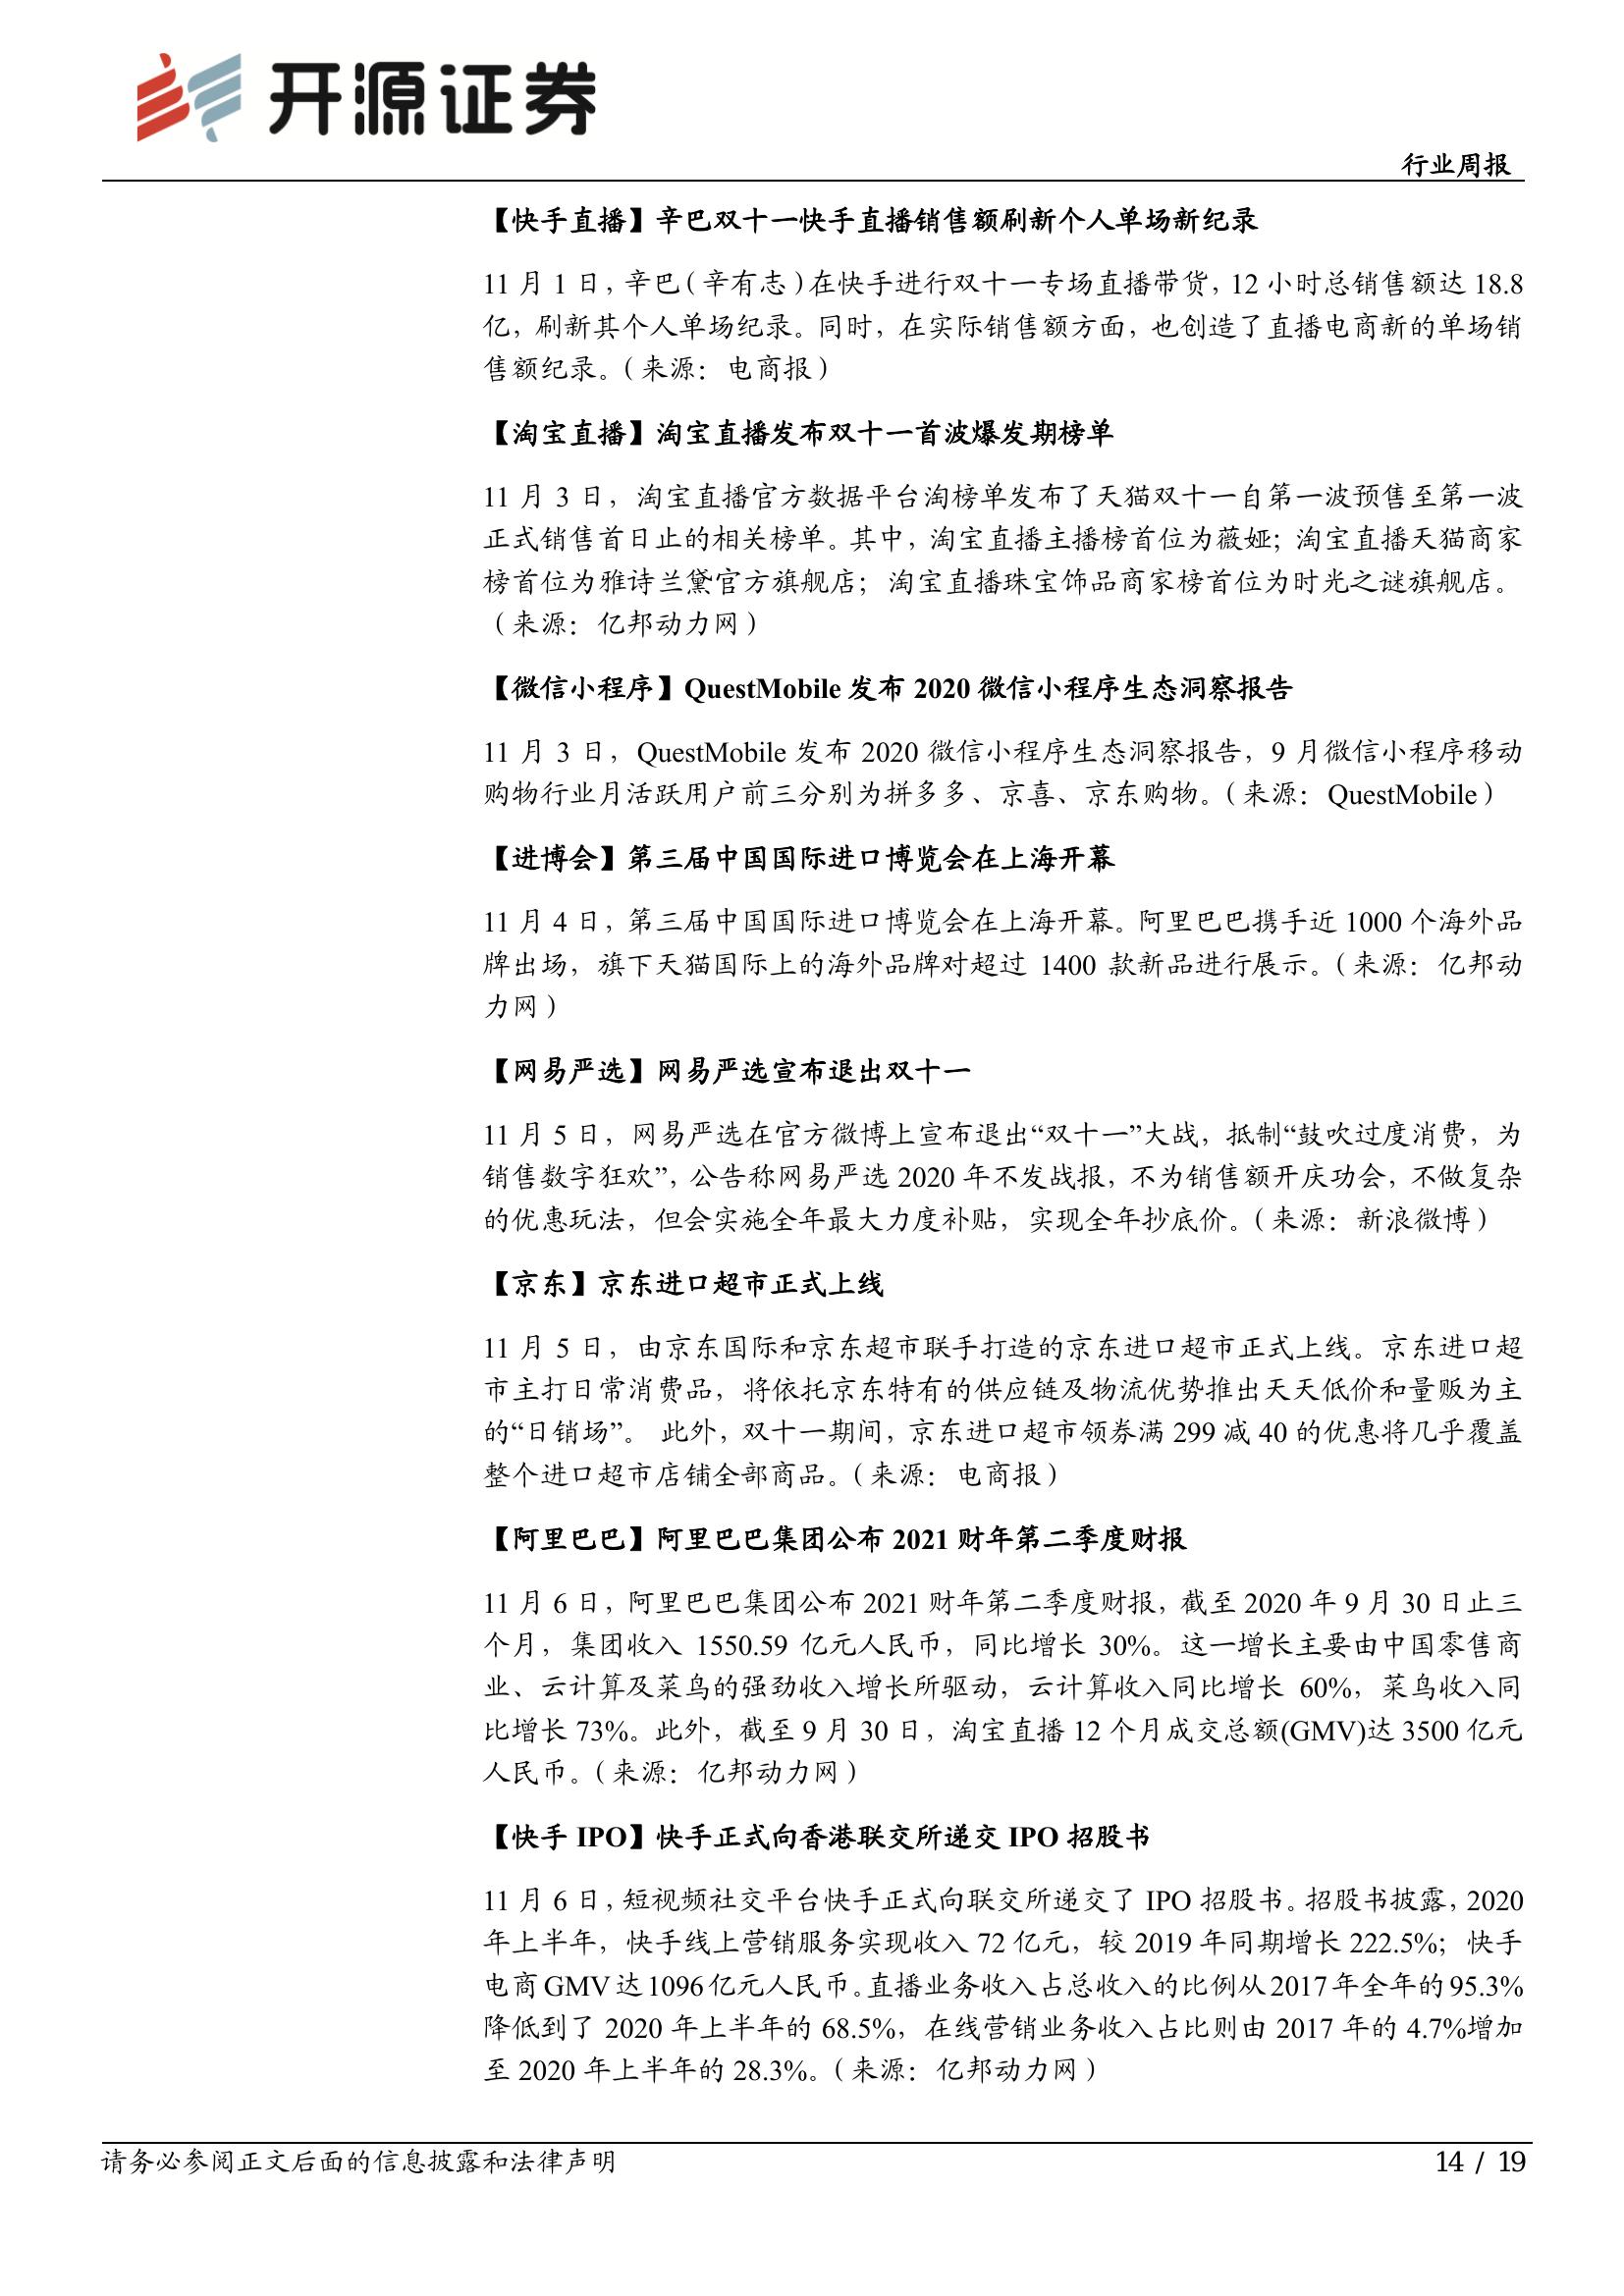 开源证券
行业周报
【快手直播】辛巴双十一快手直播销售额刷新个人单场新纪录
11 月 1 日，辛巴（辛有志）在快手进行双十一专场直播带货，12 小时总销售额达 18.8
亿，刷新其个人单场纪录。同时，在实际销售额方面，也创造了直播电商新的单场销
售额纪录。（来源：电商报）
【淘宝直播】淘宝直播发布双十一首波爆发期榜单
11 月 3 日，淘宝直播官方数据平台淘榜单发布了天猫双十一自第一波预售至第一波
正式销售首日止的相关榜单。其中，淘宝直播主播榜首位为薇娅；淘宝直播天猫商家
榜首位为雅诗兰黛官方旗舰店；淘宝直播珠宝饰品商家榜首位为时光之谜旗舰店。
（来源：亿邦动力网）
【微信小程序】QuestMobile 发布 2020 微信小程序生态洞察报告
11 月 3 日，QuestMobile 发布 2020 微信小程序生态洞察报告，9 月微信小程序移动
购物行业月活跃用户前三分别为拼多多、京喜、京东购物。（来源：QuestMobile）
【进博会】第三届中国国际进口博览会在上海开幕
11 月 4 日，第三届中国国际进口博览会在上海开幕。阿里巴巴携手近 1000 个海外品
牌出场，旗下天猫国际上的海外品牌对超过 1400 款新品进行展示。（来源：亿邦动
力网）
【网易严选】网易严选宣布退出双十一
11 月 5 日，网易严选在官方微博上宣布退出“双十一”大战，抵制“鼓吹过度消费，为
销售数字狂欢”，公告称网易严选 2020 年不发战报，不为销售额开庆功会，不做复杂
的优惠玩法，但会实施全年最大力度补贴，实现全年抄底价。（来源：新浪微博）
【京东】京东进口超市正式上线
11 月 5 日，由京东国际和京东超市联手打造的京东进口超市正式上线。京东进口超
市主打日常消费品，将依托京东特有的供应链及物流优势推出天天低价和量贩为主
的“日销场”。 此外，双十一期间，京东进口超市领券满 299 减 40 的优惠将几乎覆盖
整个进口超市店铺全部商品。（来源：电商报）
【阿里巴巴】阿里巴巴集团公布 2021 财年第二季度财报
11 月 6 日，阿里巴巴集团公布 2021 财年第二季度财报，截至 2020 年 9 月 30 日止三
个月，集团收入 1550.59 亿元人民币，同比增长 30%。这一增长主要由中国零售商
业、云计算及菜鸟的强劲收入增长所驱动，云计算收入同比增长 60%，菜鸟收入同
比增长 73%。此外，截至 9 月 30 日，淘宝直播 12 个月成交总额(GMV)达 3500 亿元
人民币。（来源：亿邦动力网）
【快手 IPO】快手正式向香港联交所递交 IPO 招股书
11 月 6 日，短视频社交平台快手正式向联交所递交了 IPO 招股书。招股书披露，2020
年上半年，快手线上营销服务实现收入 72 亿元，较 2019 年同期增长 222.5%；快手
电商 GMV 达 1096 亿元人民币。直播业务收入占总收入的比例从 2017 年全年的 95.3%
降低到了 2020 年上半年的 68.5%，在线营销业务收入占比则由 2017 年的 4.7%增加
至 2020 年上半年的 28.3%。（来源：亿邦动力网）
请务必参阅正文后面的信息披露和法律声明
14 / 19